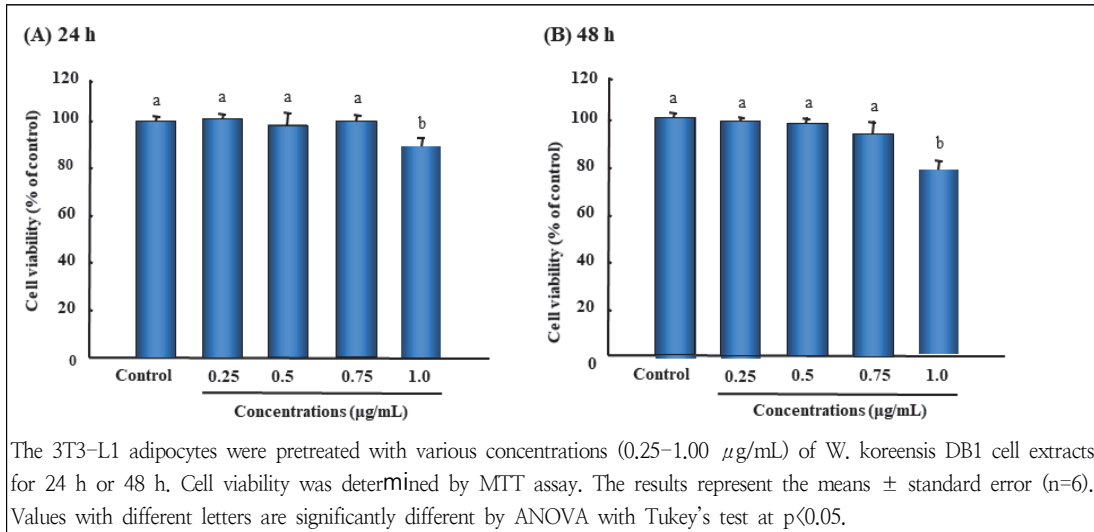 (A) 24 h
Cell viability (% of control)
120
100
80
60
40
20
0
a
a
a
a
b
Control 0.25 0.5 0.75 1.0
Concentrations (μg/mL)
(B) 48 h
Cell viability (% of control)
120
100
80
60
40
20
0
a
a
a
a
b
Control 0.25 0.5 0.75 1.0
Concentrations (μg/mL)
The 3T3-L1 adipocytes were pretreated with various concentrations (0.25-1.00 μg/mL) of W. koreensis DB1 cell extracts
for 24 h or 48 h. Cell viability was determined by MTT assay. The results represent the means ± standard error (n=6).
Values with different letters are significantly different by ANOVA with Tukey's test at p<0.05.